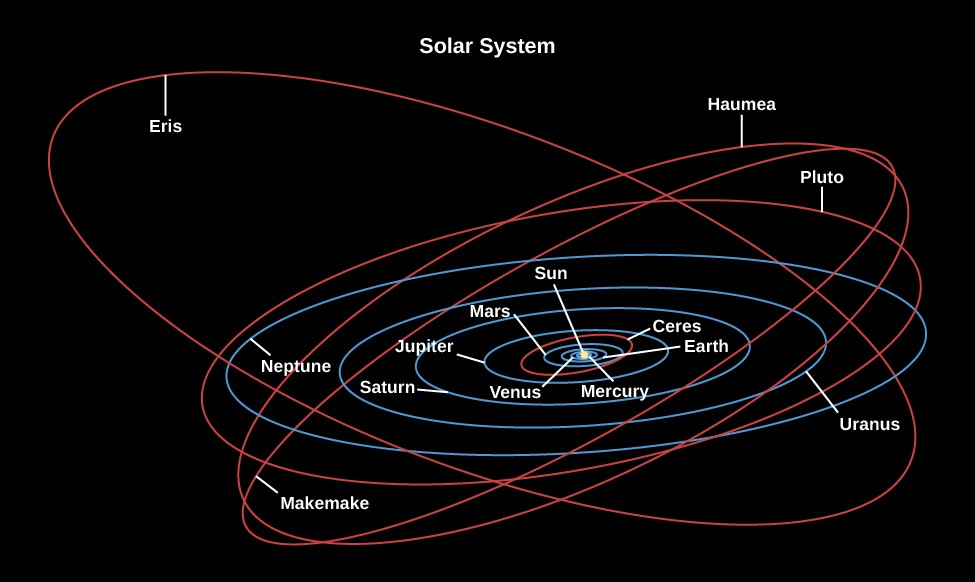 Solar System
Haumea
Eris
Pluto
Sun
Mars
Ceres
Jupiter
Earth
Neptune
Saturn
Venus
Mercury
Uranus
Makemake